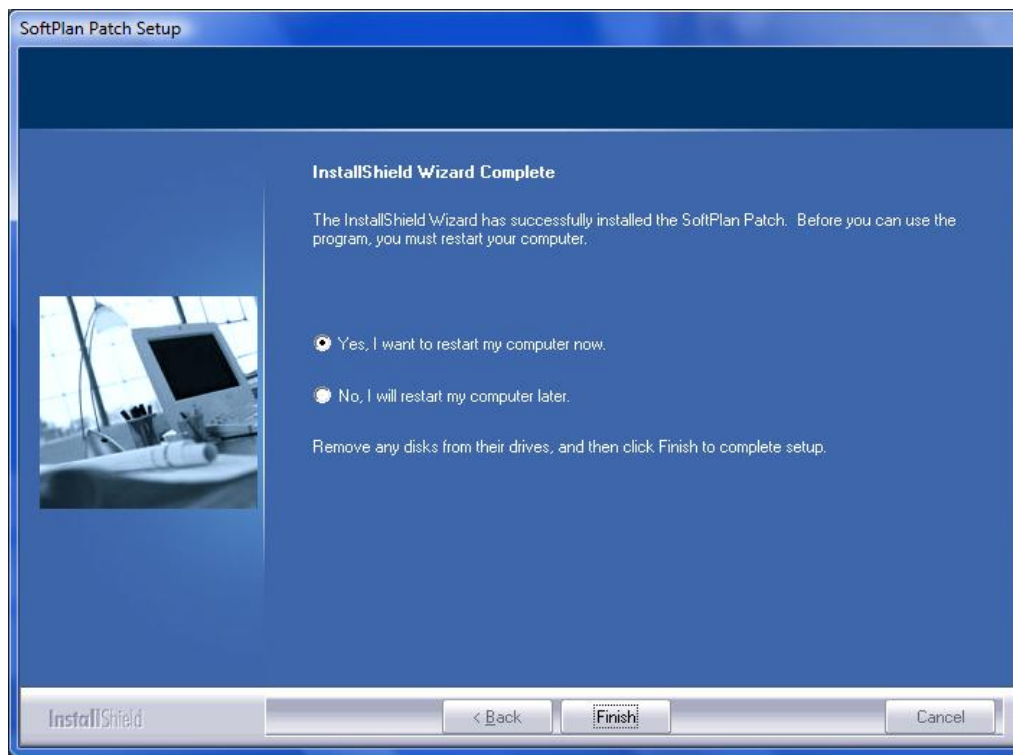 SoftPlan Patch Setup
InstallShield Wizard Complete
The InstallShield Wizard has successfully installed the SoftPlan Patch.  Before you can use the
program, you must restart your computer.
Yes, I want to restart my computer now.
No, I will restart my computer later.
Remove any disks from their drives, and then click Finish to complete setup.
InstallShield
< Back
Finish
Cancel